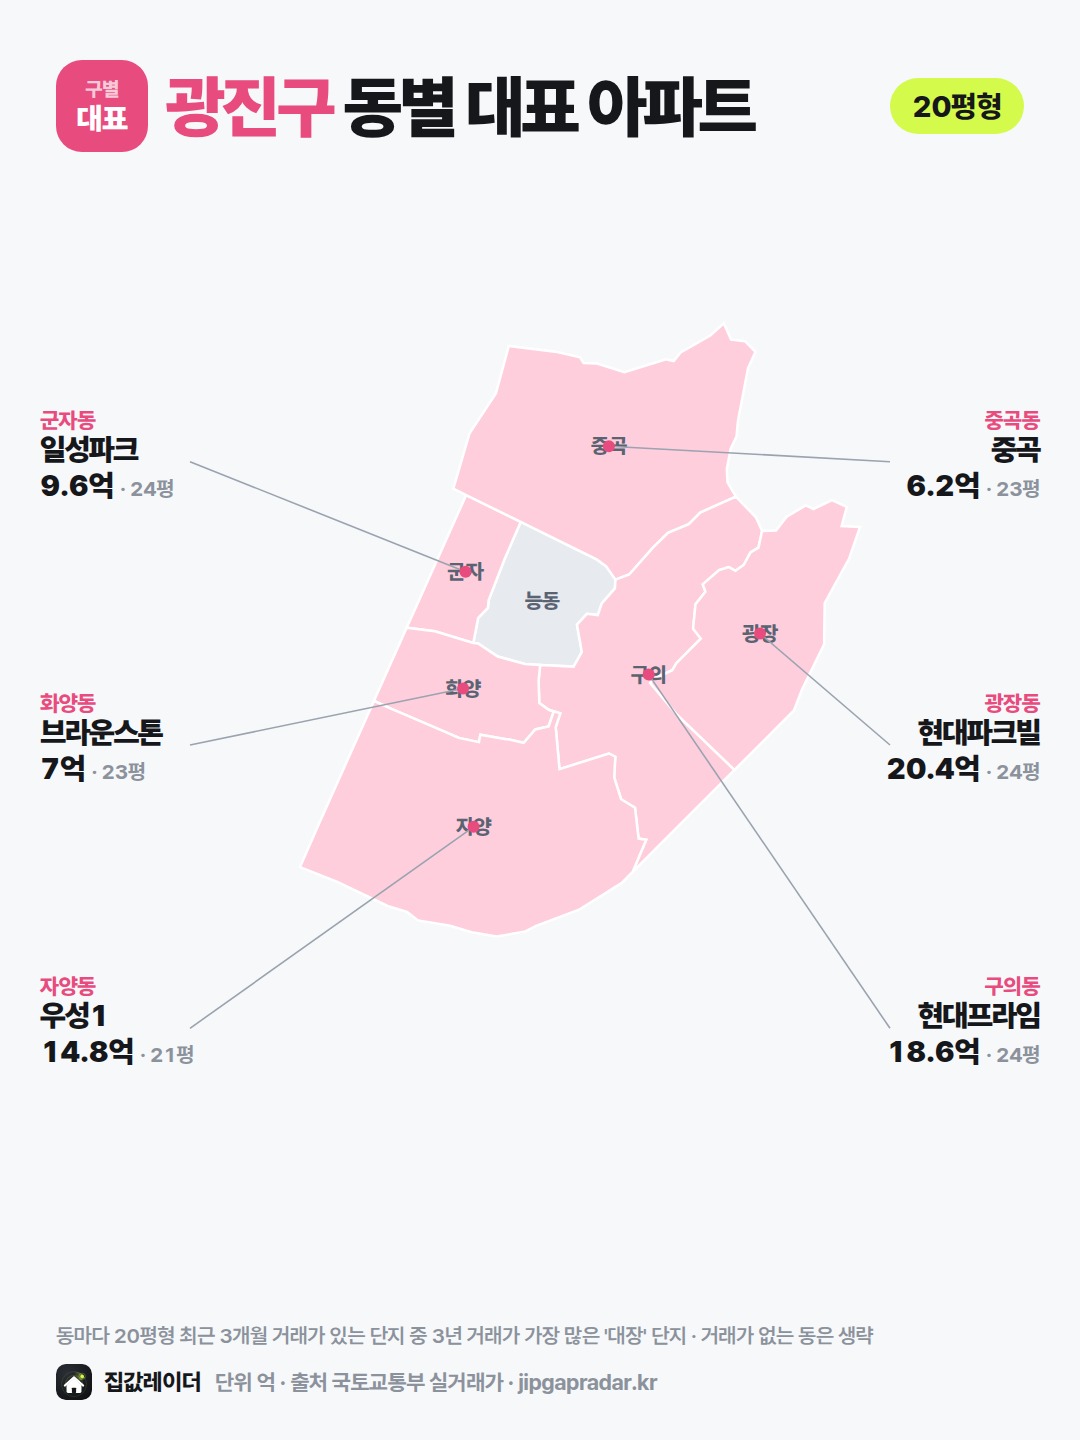 구별
대표
광진구 동별 대표 아파트
20평형
군자동
일성파크
9.6억 · 24평
중곡동
중곡
6.2억 · 23평
중곡
군자
능동
광장
구의
화양
자양
화양동
브라운스톤
7억 · 23평
광장동
현대파크빌
20.4억 · 24평
자양동
우성1
14.8억 · 21평
구의동
현대프라임
18.6억 · 24평
동마다 20평형 최근 3개월 거래가 있는 단지 중 3년 거래가 가장 많은 '대장' 단지 · 거래가 없는 동은 생략
집값레이더 단위 억 · 출처 국토교통부 실거래가 · jipgapradar.kr